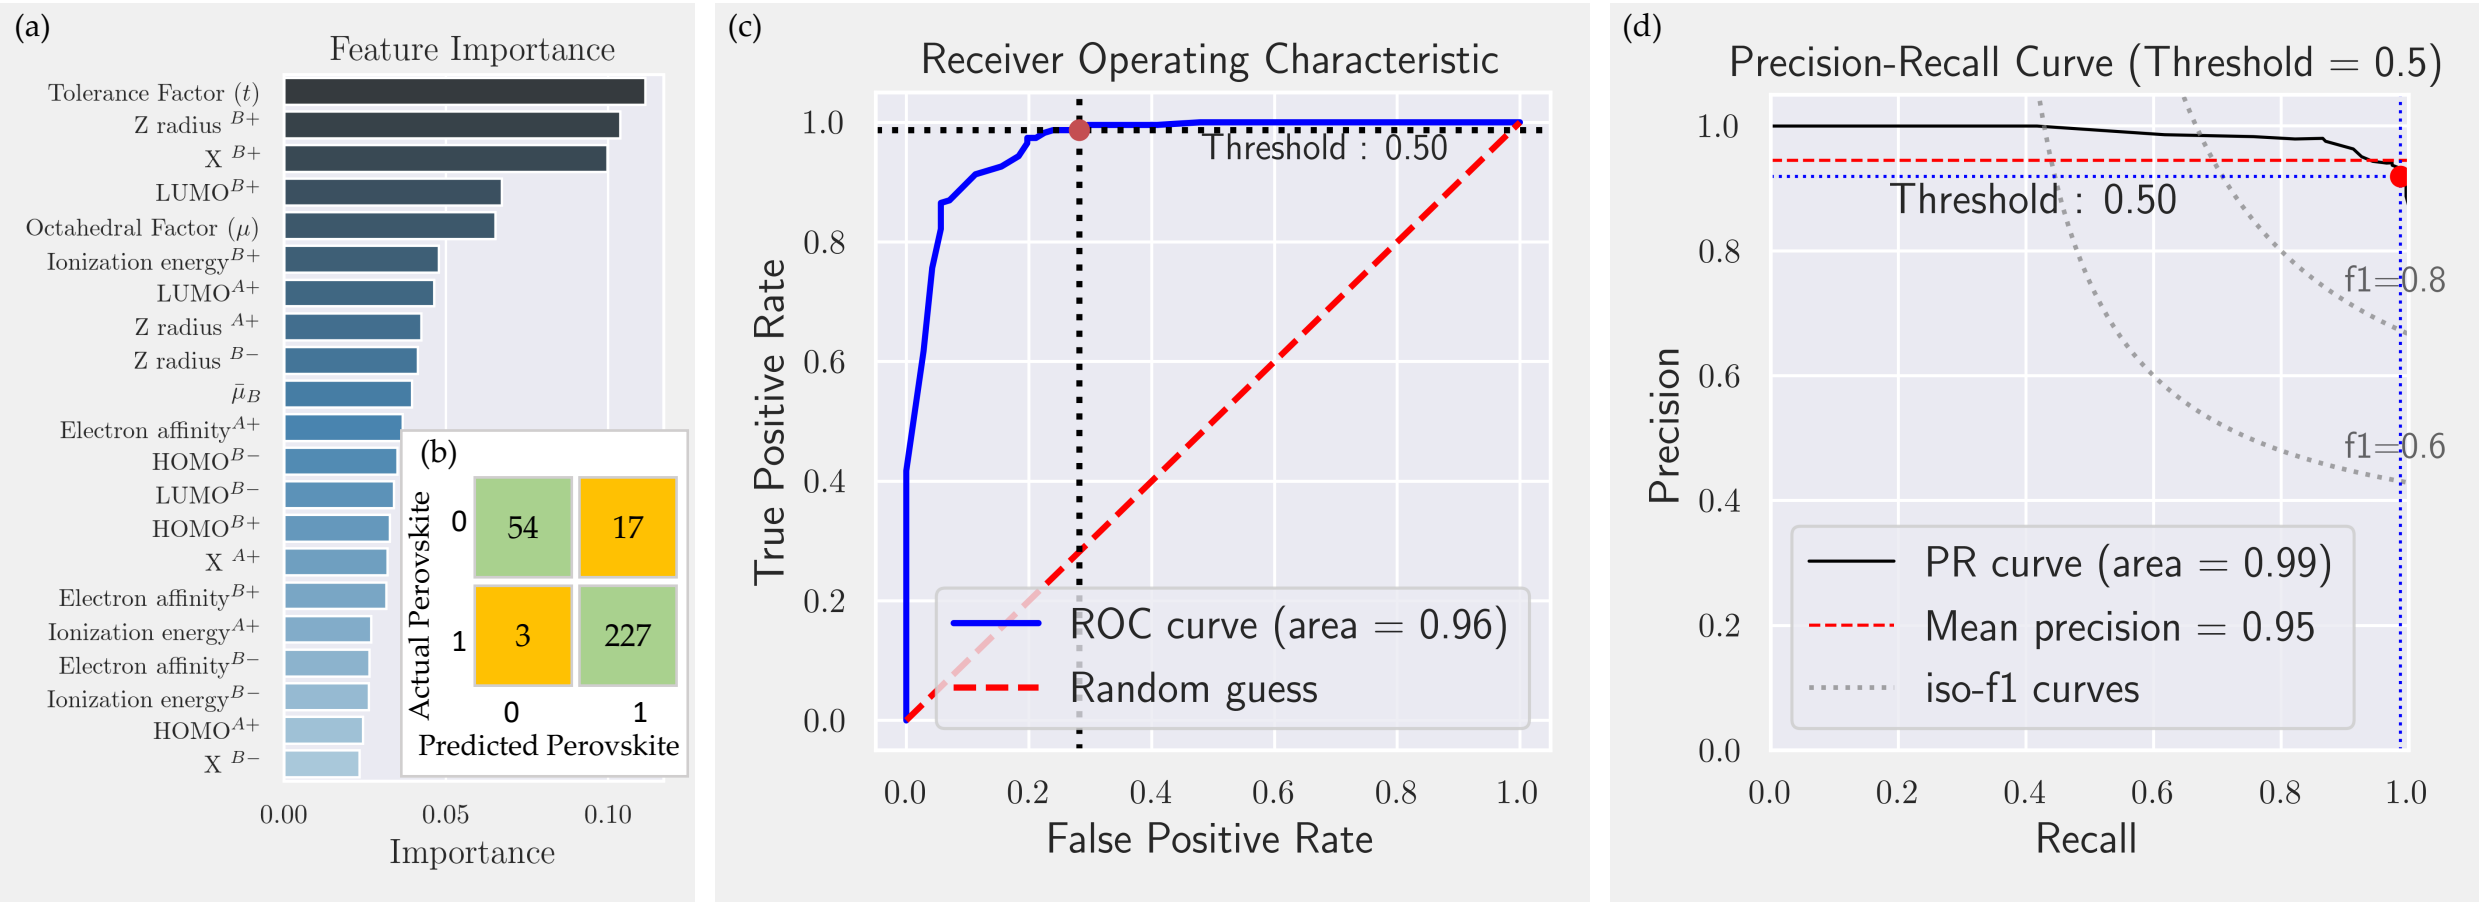 (a)
Feature Importance
Tolerance Factor (t)
Z radius B+
X B+
LUMO B+
Octahedral Factor (μ)
Ionization energy B+
LUMO A+
Z radius A+
Z radius B−
μ̄_B
Electron affinity A+
HOMO B−
LUMO B−
HOMO B+
X A+
Electron affinity B+
Ionization energy A+
Electron affinity B−
Ionization energy B−
HOMO A+
X B−
0.00 0.05 0.10
Importance
(b)
Actual Perovskite
0 54 17
1 3 227
0 1
Predicted Perovskite
(c)
Receiver Operating Characteristic
True Positive Rate
1.0
0.8
0.6
0.4
0.2
0.0
Threshold : 0.50
ROC curve (area = 0.96)
Random guess
0.0 0.2 0.4 0.6 0.8 1.0
False Positive Rate
(d)
Precision-Recall Curve (Threshold = 0.5)
Precision
1.0
0.8
0.6
0.4
0.2
0.0
Threshold : 0.50
f1=0.8
f1=0.6
PR curve (area = 0.99)
Mean precision = 0.95
iso-f1 curves
0.0 0.2 0.4 0.6 0.8 1.0
Recall